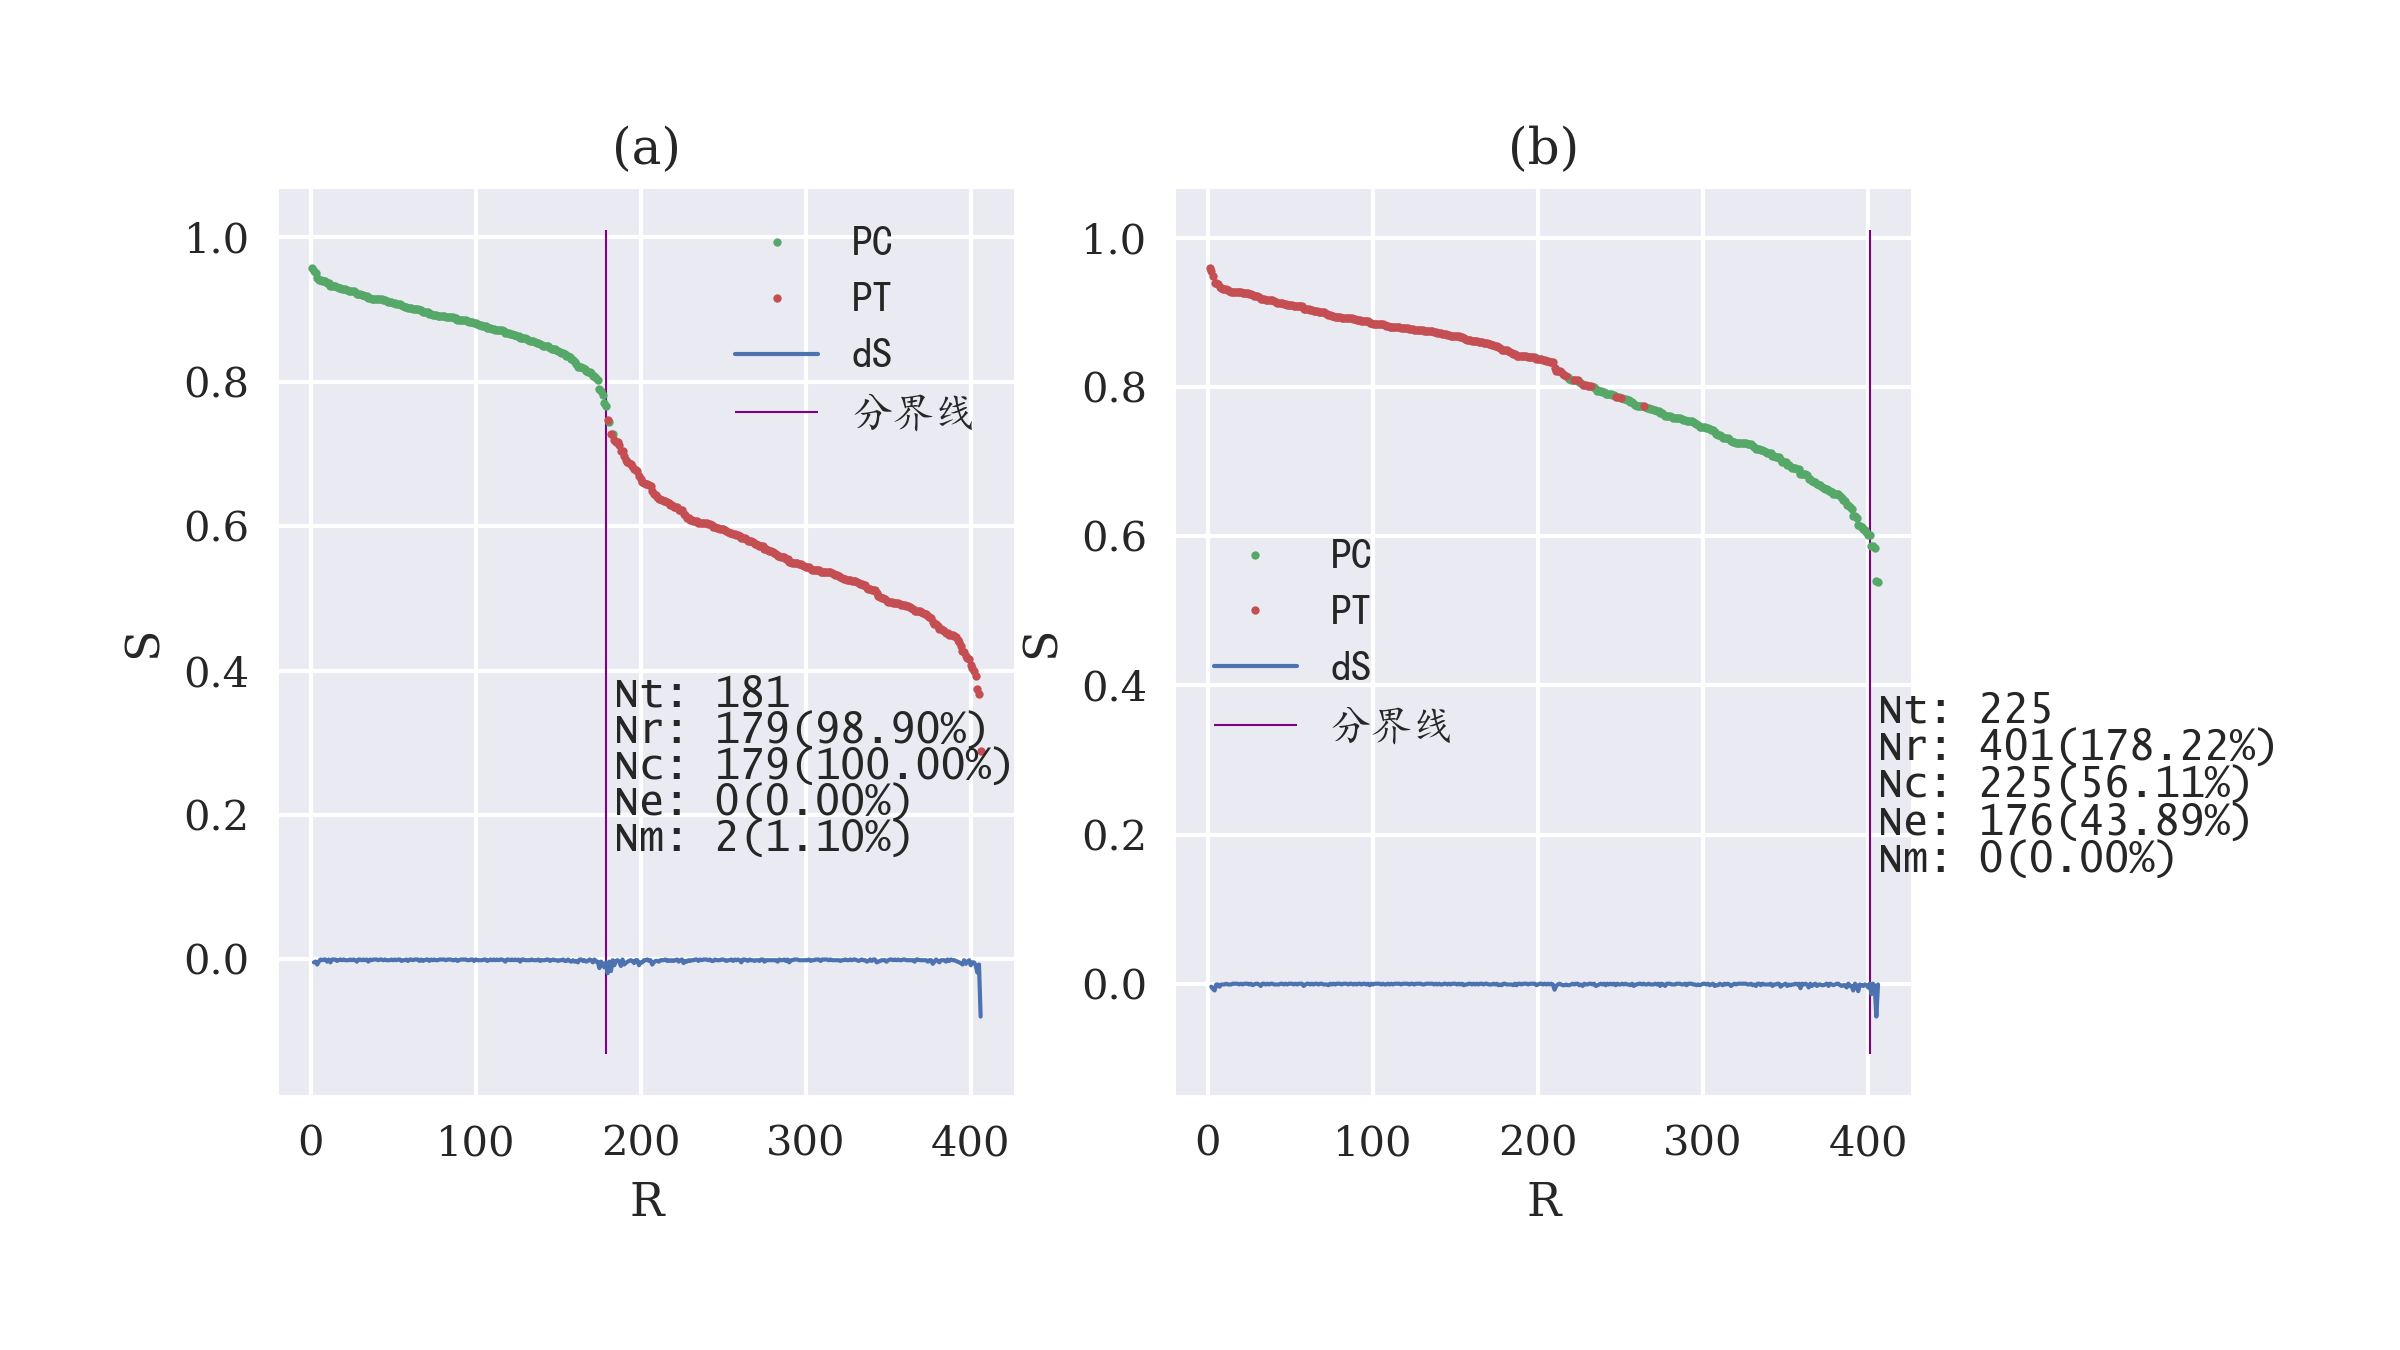 (a)
1.0
0.8
0.6
0.4
0.2
0.0
S
PC
PT
dS
分界线
Nt: 181
Nr: 179(98.90%)
Nc: 179(100.00%)
Ne: 0(0.00%)
Nm: 2(1.10%)
0 100 200 300 400
R
(b)
1.0
0.8
0.6
0.4
0.2
0.0
S
PC
PT
dS
分界线
Nt: 225
Nr: 401(178.22%)
Nc: 225(56.11%)
Ne: 176(43.89%)
Nm: 0(0.00%)
0 100 200 300 400
R